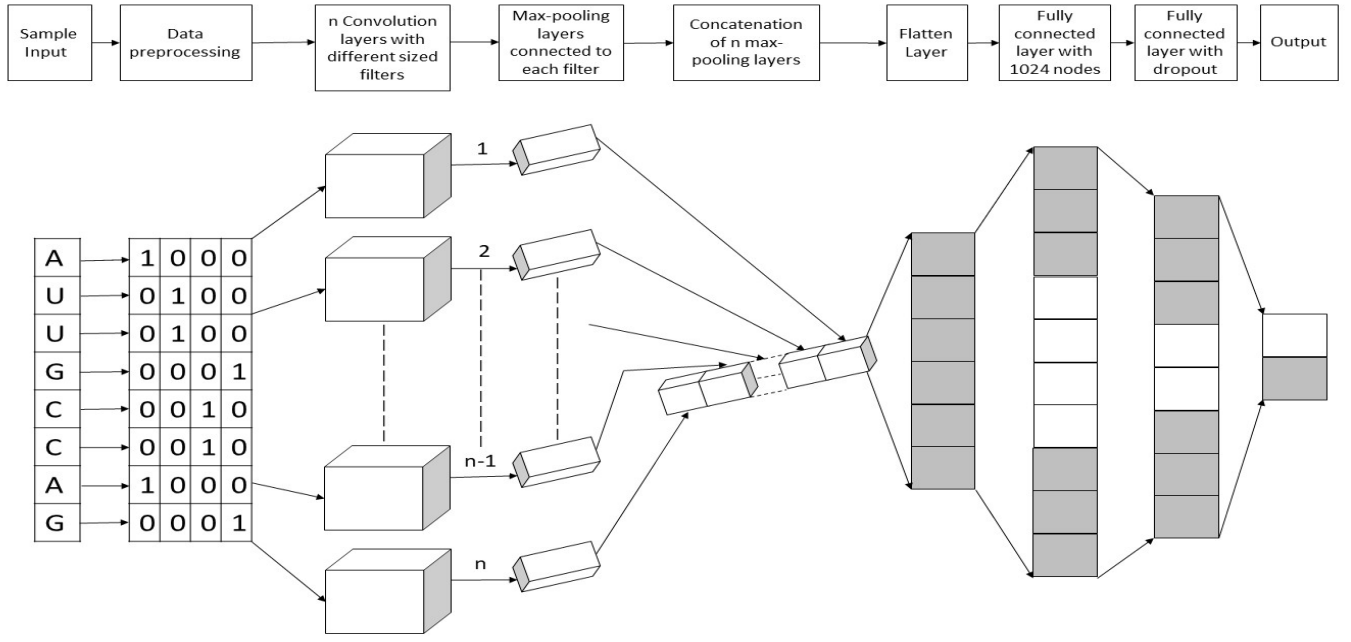 Sample
Input
Data
preprocessing
n Convolution
layers with
different sized
filters
Max-pooling
layers
connected to
each filter
Concatenation
of n max-
pooling layers
Flatten
Layer
Fully
connected
layer with
1024 nodes
Fully
connected
layer with
dropout
Output
A 1 0 0 0
U 0 1 0 0
U 0 1 0 0
G 0 0 0 1
C 0 0 1 0
C 0 0 1 0
A 1 0 0 0
G 0 0 0 1
1
2
n-1
n